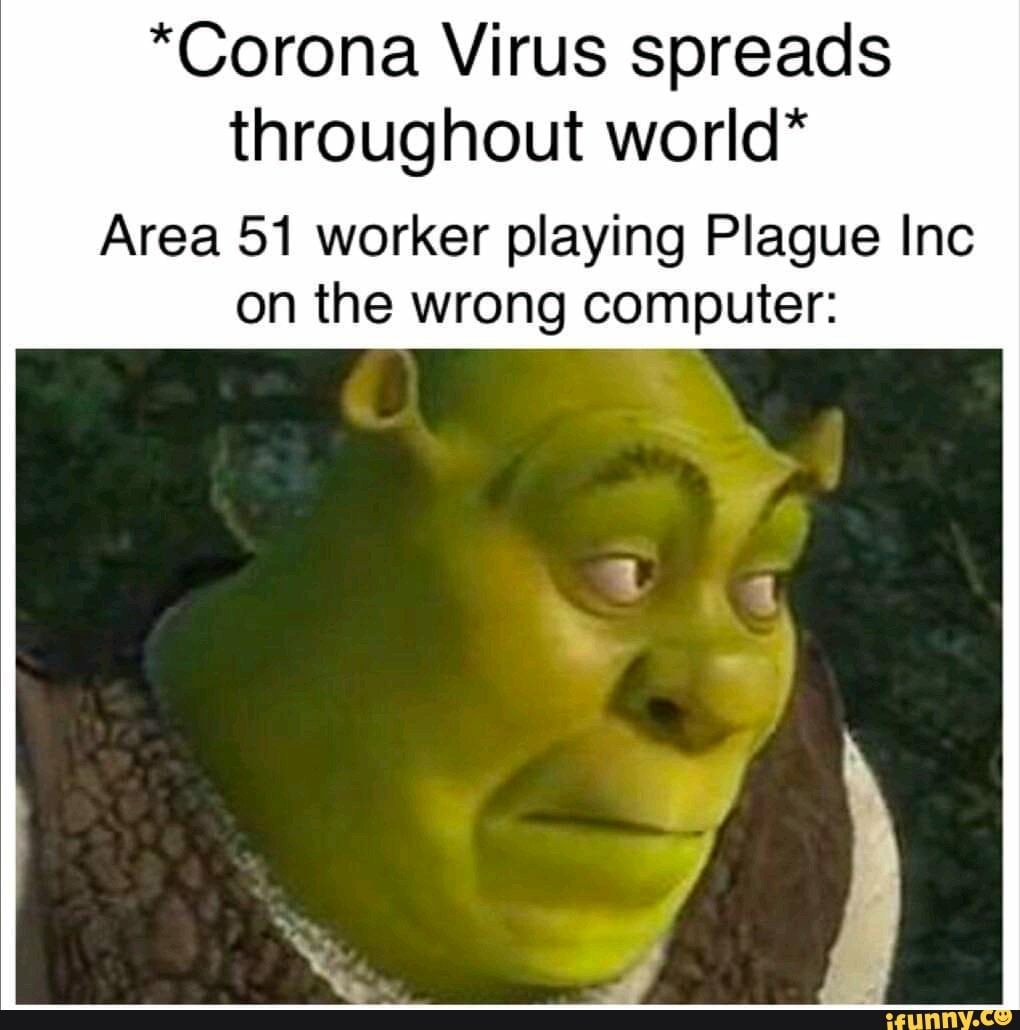 *Corona Virus spreads
throughout world*
Area 51 worker playing Plague Inc
on the wrong computer:
ifunny.co